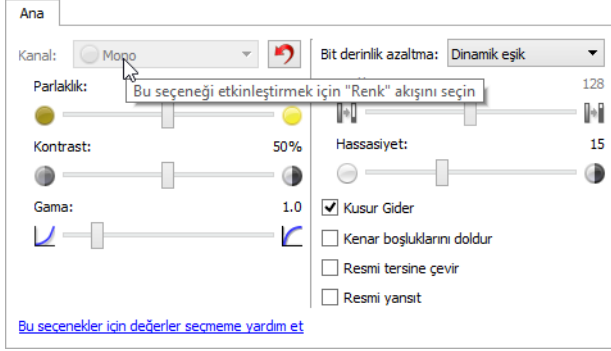 Ana
Kanal: Mono
Bit derinlik azaltma: Dinamik eşik
Bu seçeneği etkinleştirmek için "Renk" akışını seçin
Parlaklık:
128
Kontrast: 50%
Hassasiyet: 15
Gama: 1.0
Kusur Gider
Kenar boşluklarını doldur
Resmi tersine çevir
Resmi yansıt
Bu seçenekler için değerler seçmeme yardım et